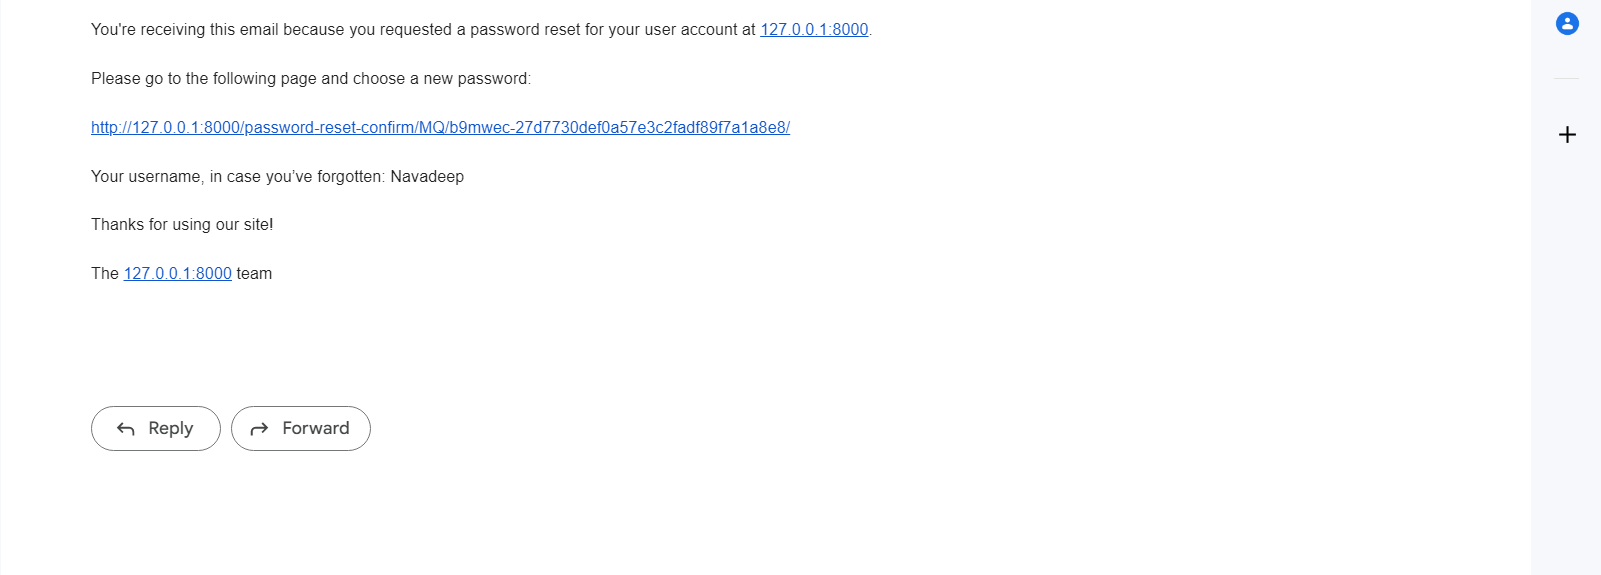 You're receiving this email because you requested a password reset for your user account at 127.0.0.1:8000.
Please go to the following page and choose a new password:
http://127.0.0.1:8000/password-reset-confirm/MQ/b9mwec-27d7730def0a57e3c2fadf89f7a1a8e8/
Your username, in case you’ve forgotten: Navadeep
Thanks for using our site!
The 127.0.0.1:8000 team
Reply Forward